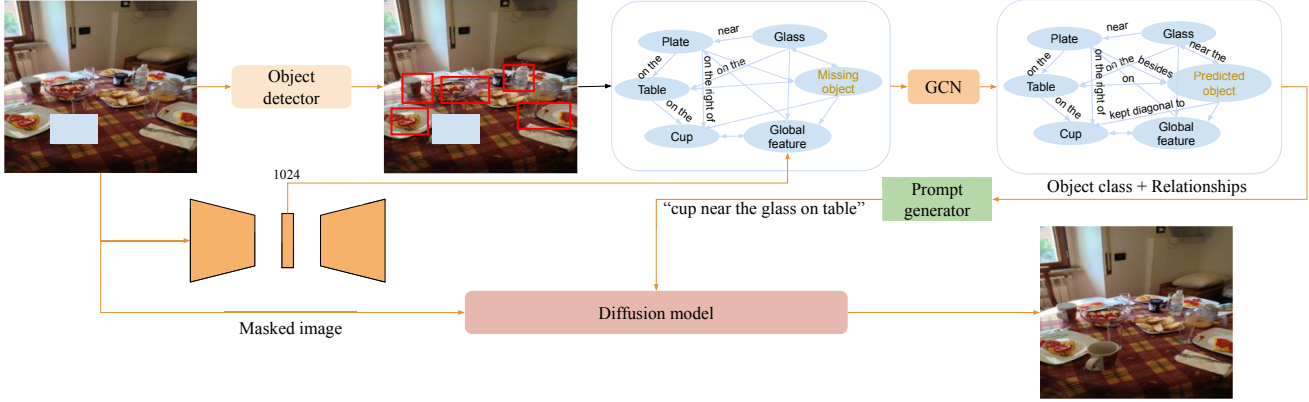 Object
detector
Plate
near
Glass
on the
on the
on the right of
Table
Missing
object
on the
Cup
Global
feature
GCN
Plate
near
Glass
on the
near the
on the
besides
on the right of
on
Table
Predicted
object
on the
kept diagonal to
Cup
Global
feature
1024
Object class + Relationships
Prompt
generator
“cup near the glass on table”
Masked image
Diffusion model